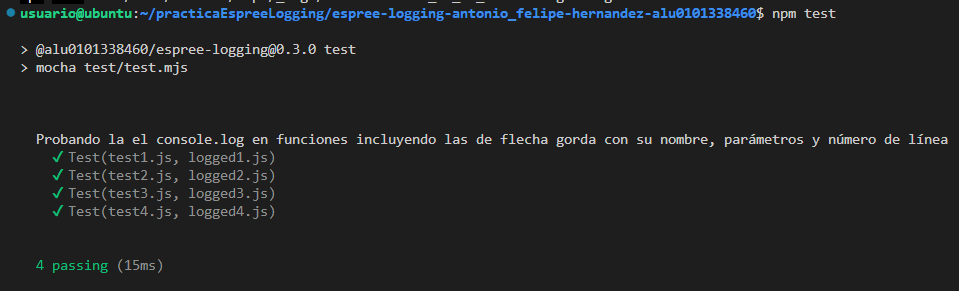 usuario@ubuntu:~/practicaEspreeLogging/espree-logging-antonio_felipe-hernandez-alu0101338460$ npm test
> @alu0101338460/espree-logging@0.3.0 test
> mocha test/test.mjs
Probando la el console.log en funciones incluyendo las de flecha gorda con su nombre, parámetros y número de línea
✓ Test(test1.js, logged1.js)
✓ Test(test2.js, logged2.js)
✓ Test(test3.js, logged3.js)
✓ Test(test4.js, logged4.js)
4 passing (15ms)